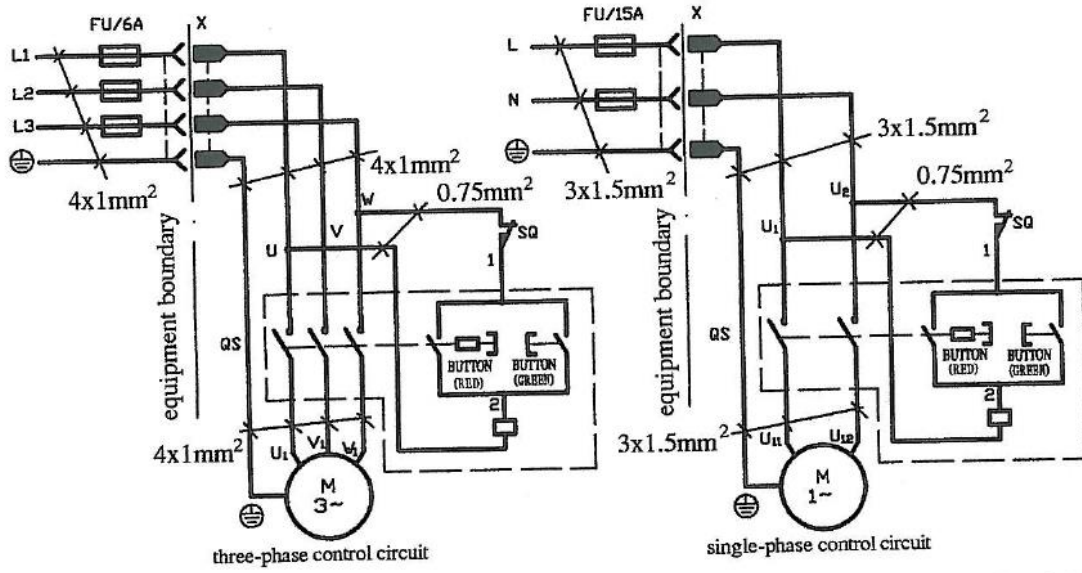 FU/6A
X
L1
L2
L3
4x1mm²
4x1mm²
0.75mm²
W
V
U
SQ
1
equipment boundary
QS
BUTTON
(RED)
BUTTON
(GREEN)
2
4x1mm²
U₁
V₁
W₁
M
3~
three-phase control circuit
FU/15A
X
L
N
3x1.5mm²
3x1.5mm²
0.75mm²
U₂
U₁
SQ
1
equipment boundary
QS
BUTTON
(RED)
BUTTON
(GREEN)
2
3x1.5mm²
U₁₁
U₁₂
M
1~
single-phase control circuit